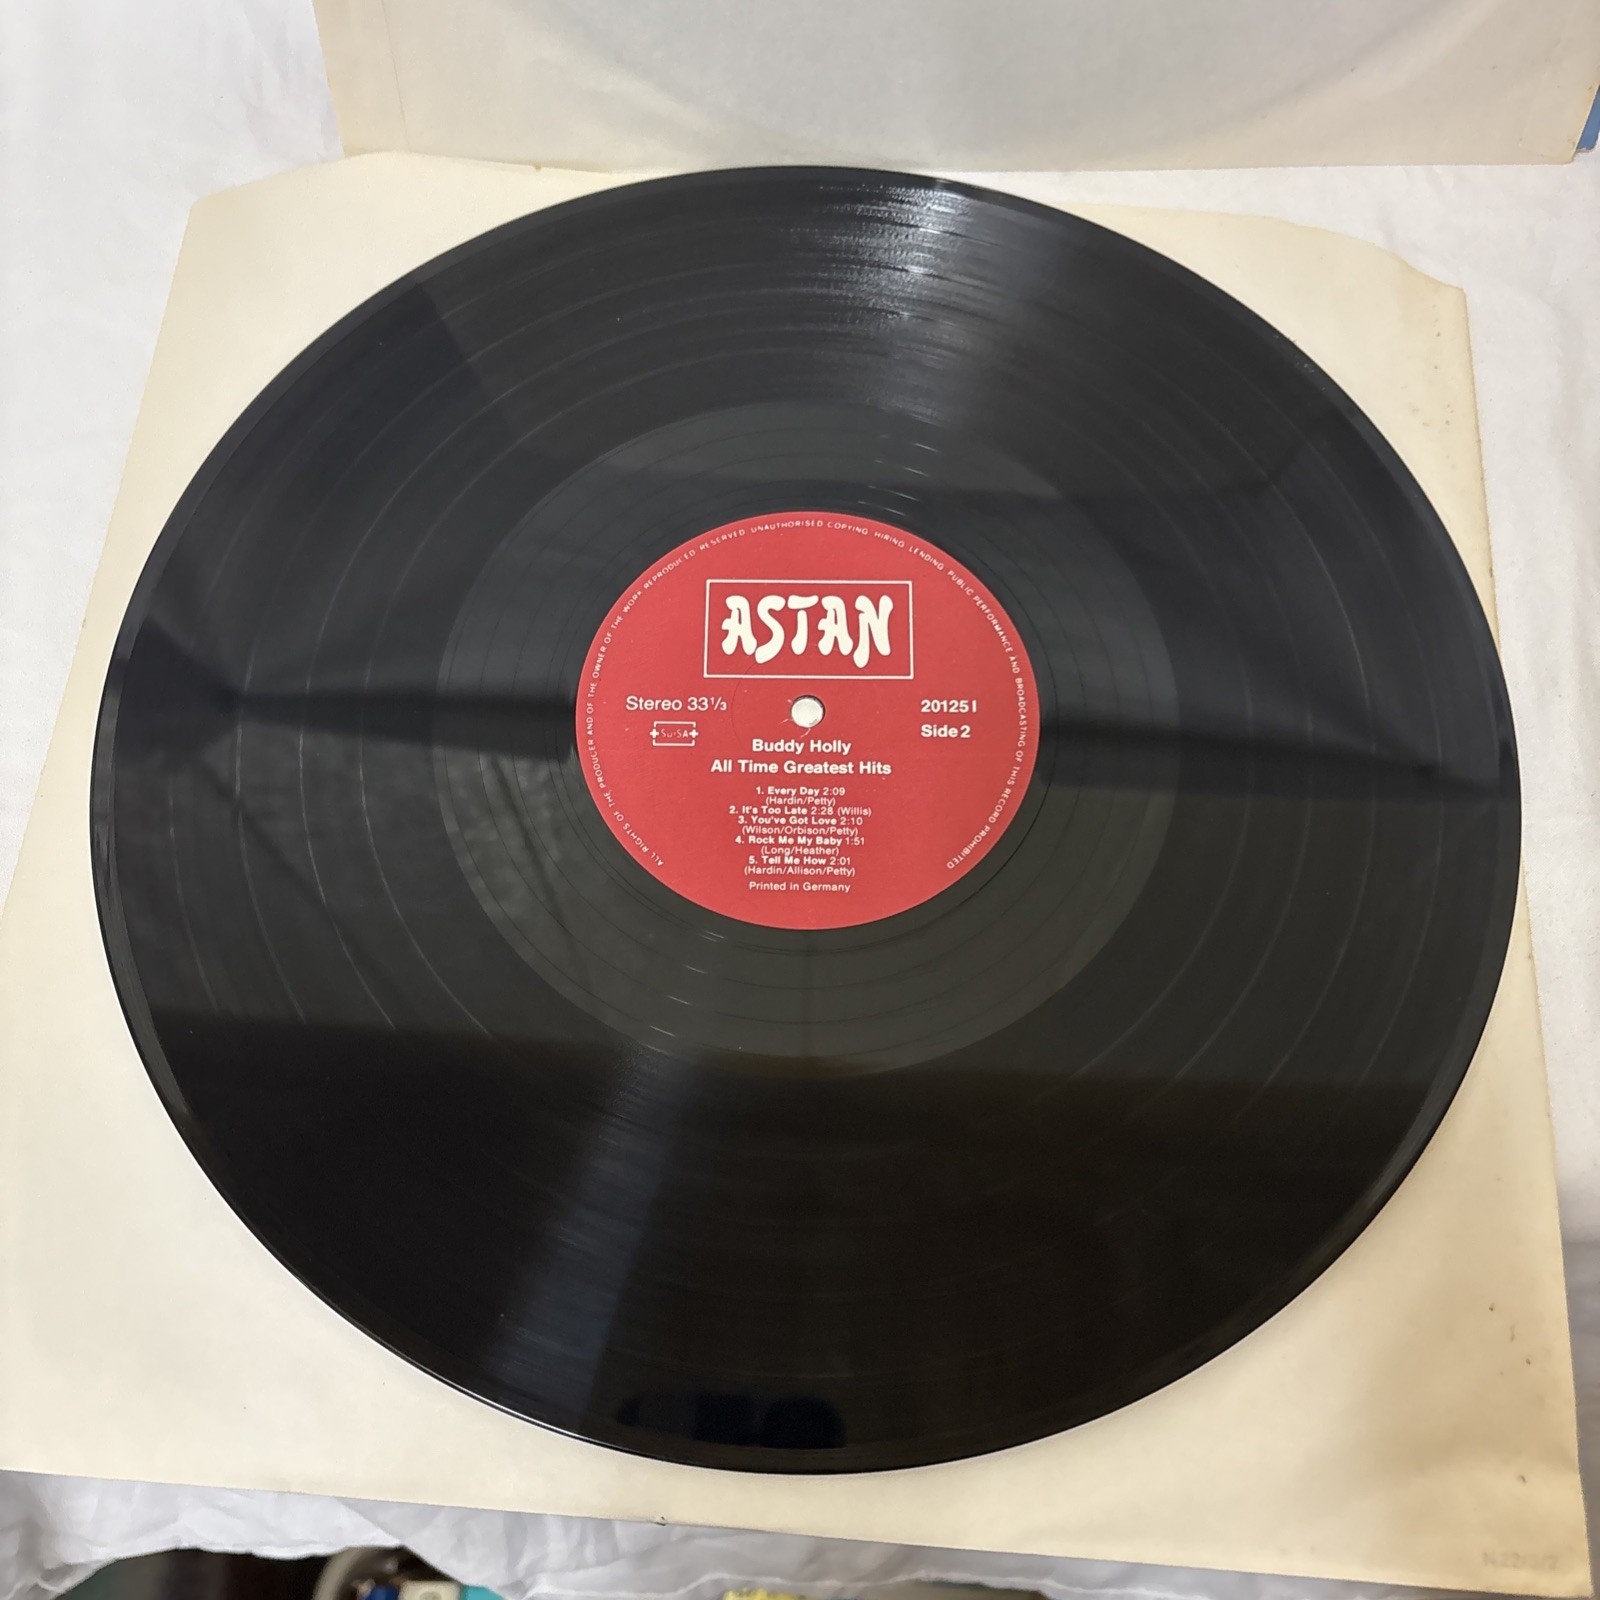 ALL RIGHTS OF THE PRODUCER AND OF THE OWNER OF THE WORK REPRODUCED RESERVED UNAUTHORISED COPYING HIRING LENDING PUBLIC PERFORMANCE AND BROADCASTING OF THIS RECORD PROHIBITED
ASTAN
Stereo 33⅓
20125 I
SUISA
Side 2
Buddy Holly
All Time Greatest Hits
1. Every Day 2:09
(Hardin/Petty)
2. It's Too Late 2:28 (Willis)
3. You've Got Love 2:10
(Wilson/Orbison/Petty)
4. Rock Me My Baby 1:51
(Long/Heather)
5. Tell Me How 2:01
(Hardin/Allison/Petty)
Printed in Germany